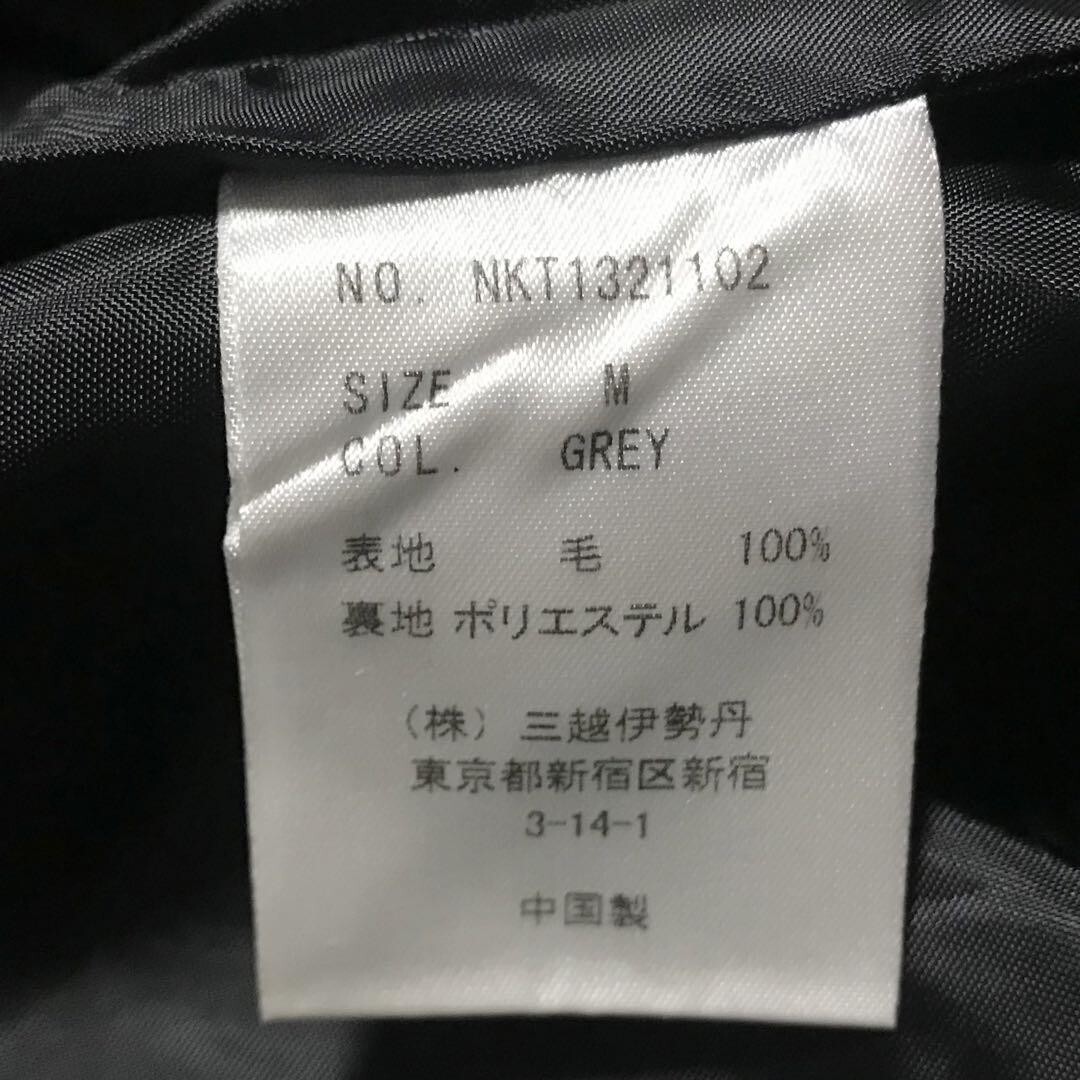 NO. NKT1321102
SIZE M
COL. GREY
表地 毛 100%
裏地 ポリエステル 100%
(株) 三越伊勢丹
東京都新宿区新宿
3-14-1
中国製